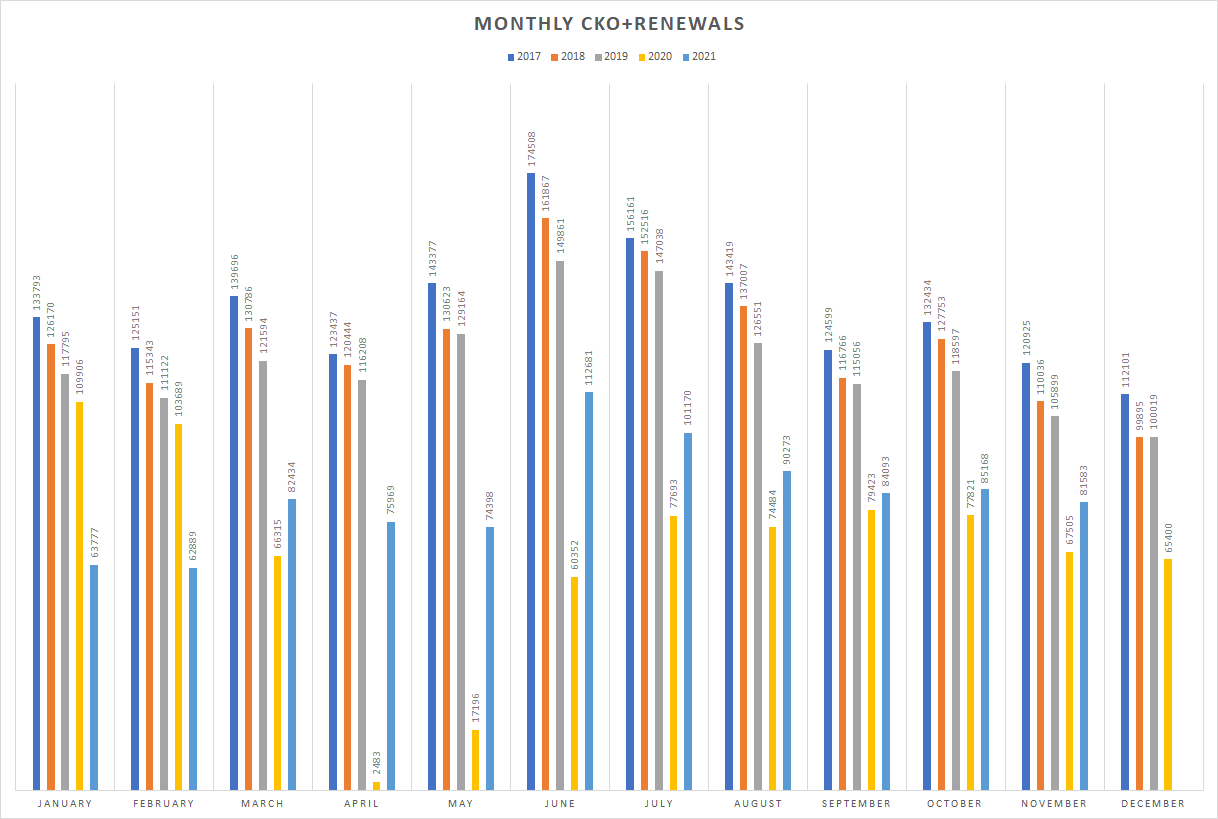 MONTHLY CKO+RENEWALS
2017 2018 2019 2020 2021
133793 126170 117795 109906 63777
125151 115343 111122 103689 62889
139696 130786 121594 66315 82434
123437 120444 116208 2483 75969
143377 130623 129164 17196 74398
174508 161867 149861 60352 112681
156161 152516 147038 77693 101170
143419 137007 126551 74484 90273
124599 116766 115056 79423 84093
132434 127753 118597 77821 85168
120925 110036 105899 67505 81583
112101 99895 100019 65400
JANUARY FEBRUARY MARCH APRIL MAY JUNE JULY AUGUST SEPTEMBER OCTOBER NOVEMBER DECEMBER